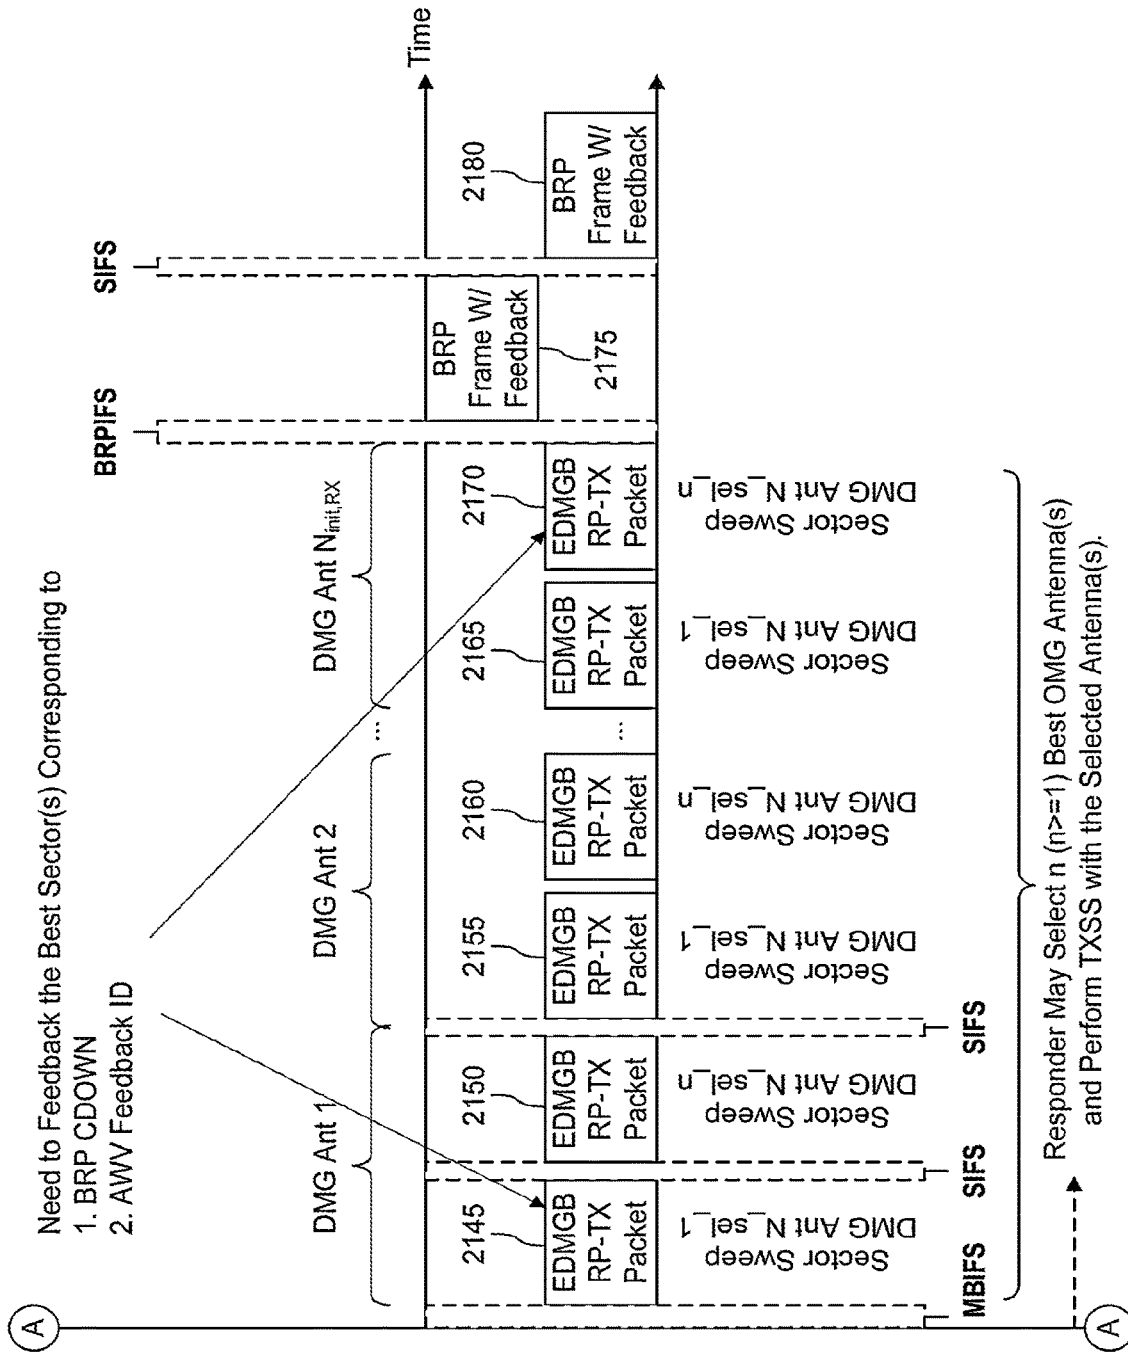 Need to Feedback the Best Sector(s) Corresponding to
1. BRP CDOWN
2. AWV Feedback ID
A
BRPIFS
SIFS
DMG Ant 1
DMG Ant 2
...
DMG Ant N_init,RX
Time
2145
EDMGB
RP-TX
Packet
2150
EDMGB
RP-TX
Packet
2155
EDMGB
RP-TX
Packet
2160
EDMGB
RP-TX
Packet
...
2165
EDMGB
RP-TX
Packet
2170
EDMGB
RP-TX
Packet
BRP
Frame W/
Feedback
2175
2180
BRP
Frame W/
Feedback
Sector Sweep
DMG Ant N_sel_1
Sector Sweep
DMG Ant N_sel_n
Sector Sweep
DMG Ant N_sel_1
Sector Sweep
DMG Ant N_sel_n
Sector Sweep
DMG Ant N_sel_1
Sector Sweep
DMG Ant N_sel_n
MBIFS
SIFS
SIFS
Responder May Select n (n>=1) Best OMG Antenna(s)
and Perform TXSS with the Selected Antenna(s).
A